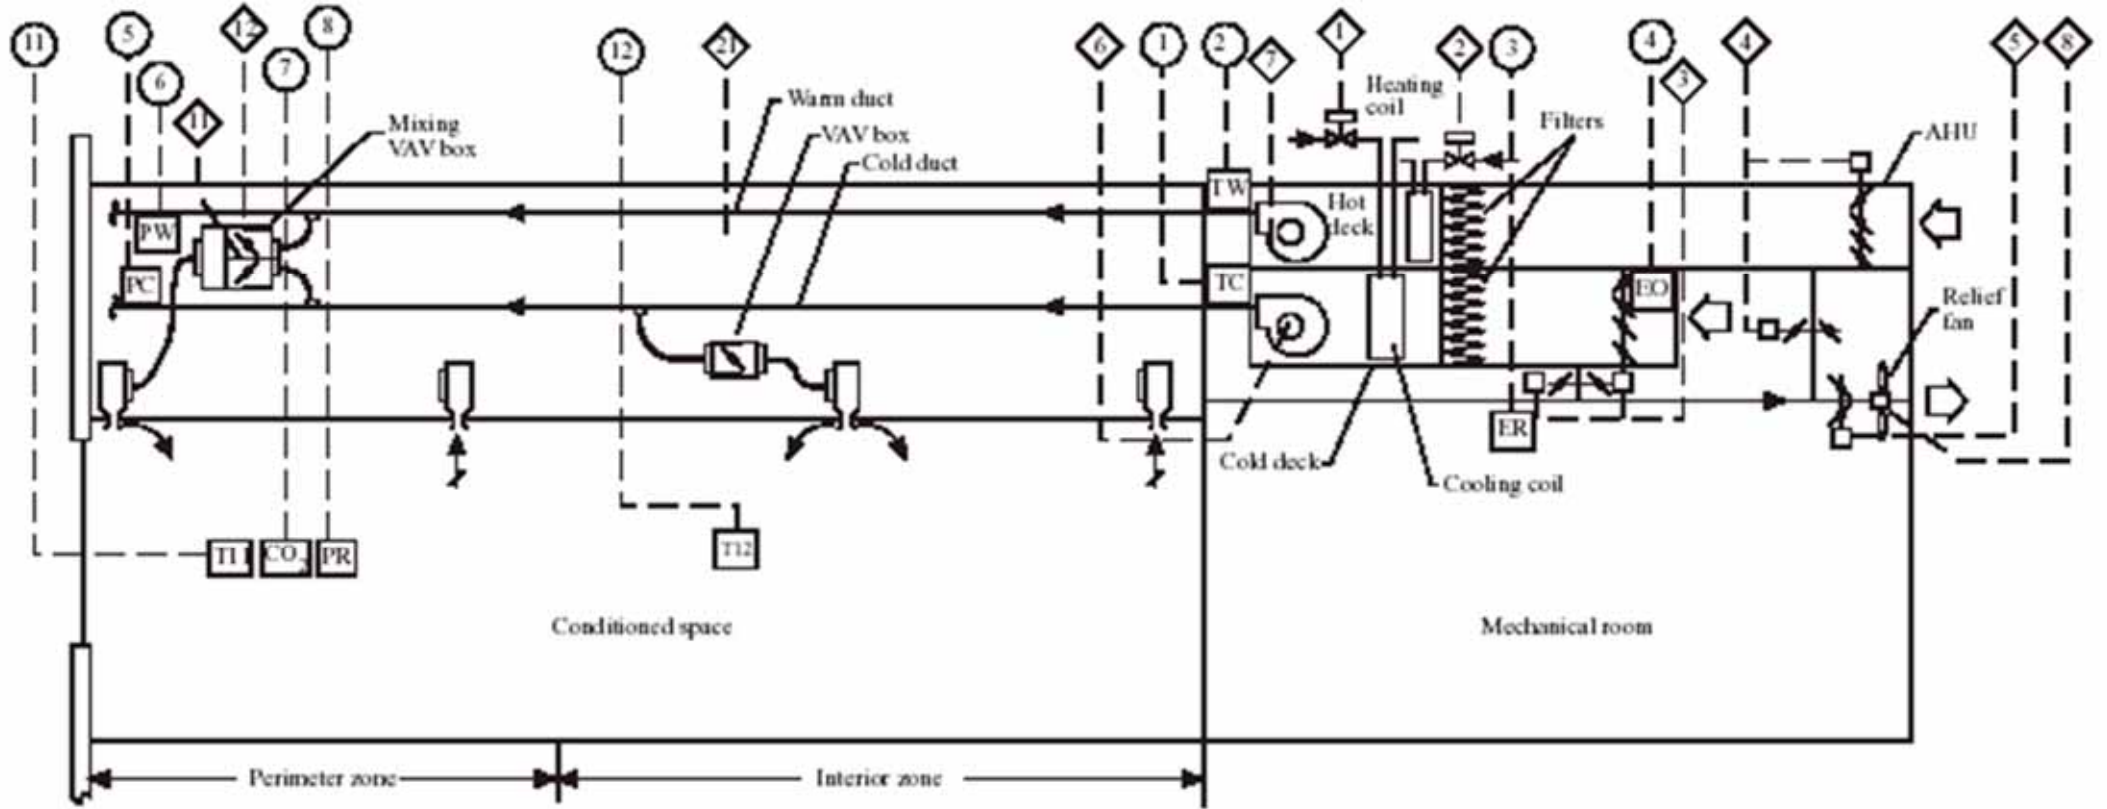 11
5
12
8
12
21
6
1
2
1
2
3
4
4
5
8
6
7
7
3
11
Warm duct
Mixing
VAV box
VAV box
Cold duct
Heating
coil
Filters
AHU
TW
PW
Hot
deck
PC
TC
EO
Relief
fan
ER
Cold deck
Cooling coil
T11
CO2
PR
T12
Conditioned space
Mechanical room
Perimeter zone
Interior zone